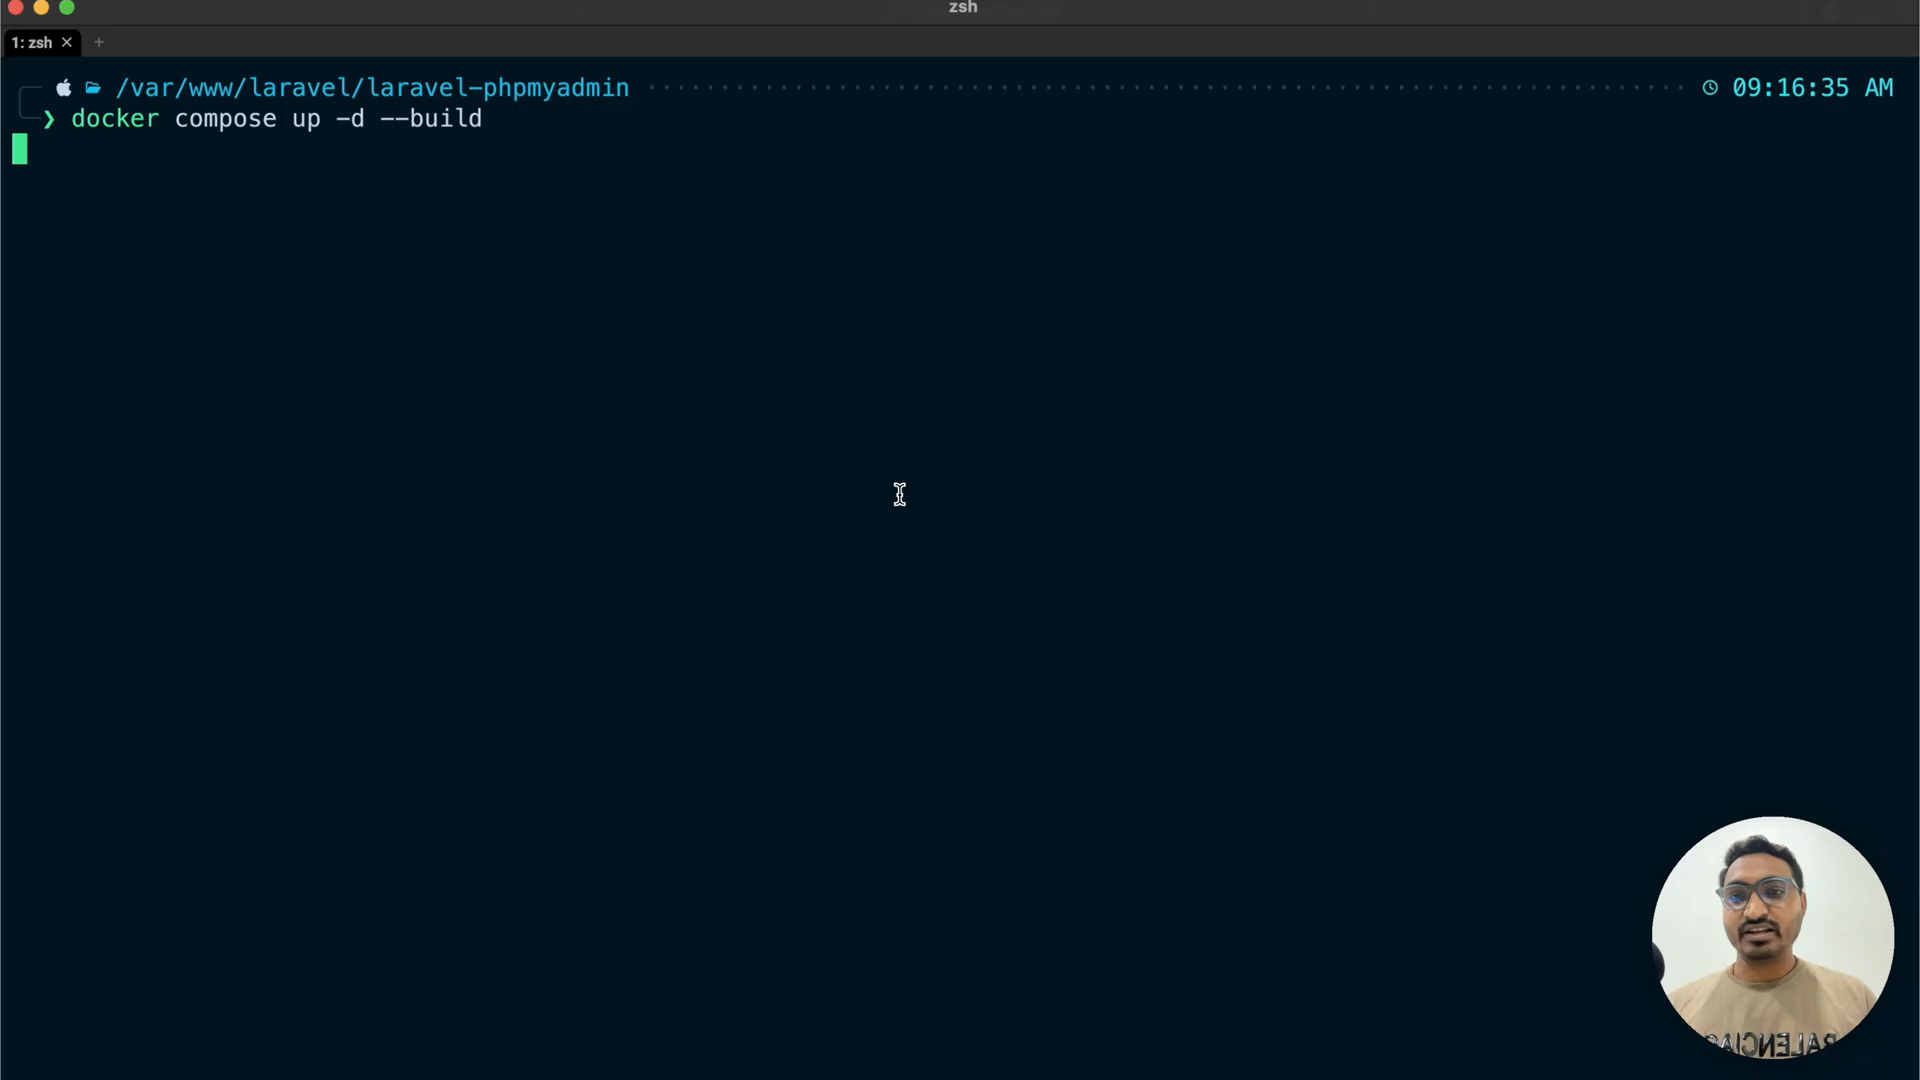 zsh
1: zsh × +
/var/www/laravel/laravel-phpmyadmin 09:16:35 AM
❯ docker compose up -d --build